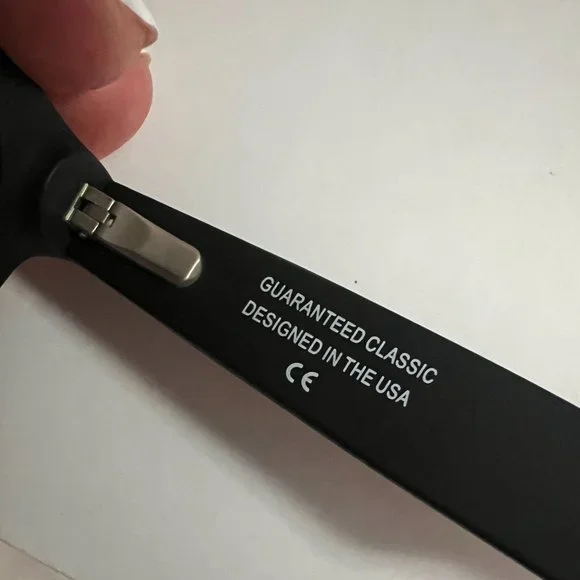 GUARANTEED CLASSIC
DESIGNED IN THE USA
CE